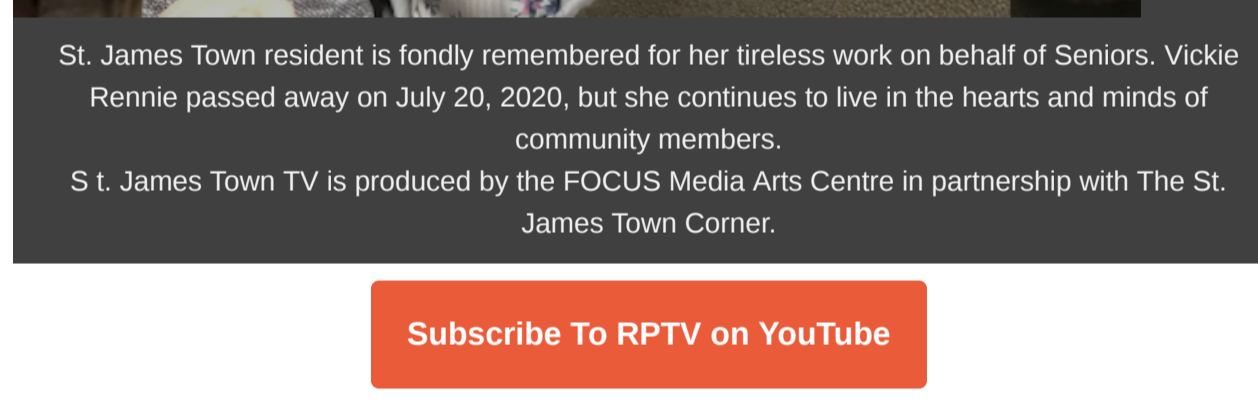 St. James Town resident is fondly remembered for her tireless work on behalf of Seniors. Vickie
Rennie passed away on July 20, 2020, but she continues to live in the hearts and minds of
community members.
S t. James Town TV is produced by the FOCUS Media Arts Centre in partnership with The St.
James Town Corner.
Subscribe To RPTV on YouTube